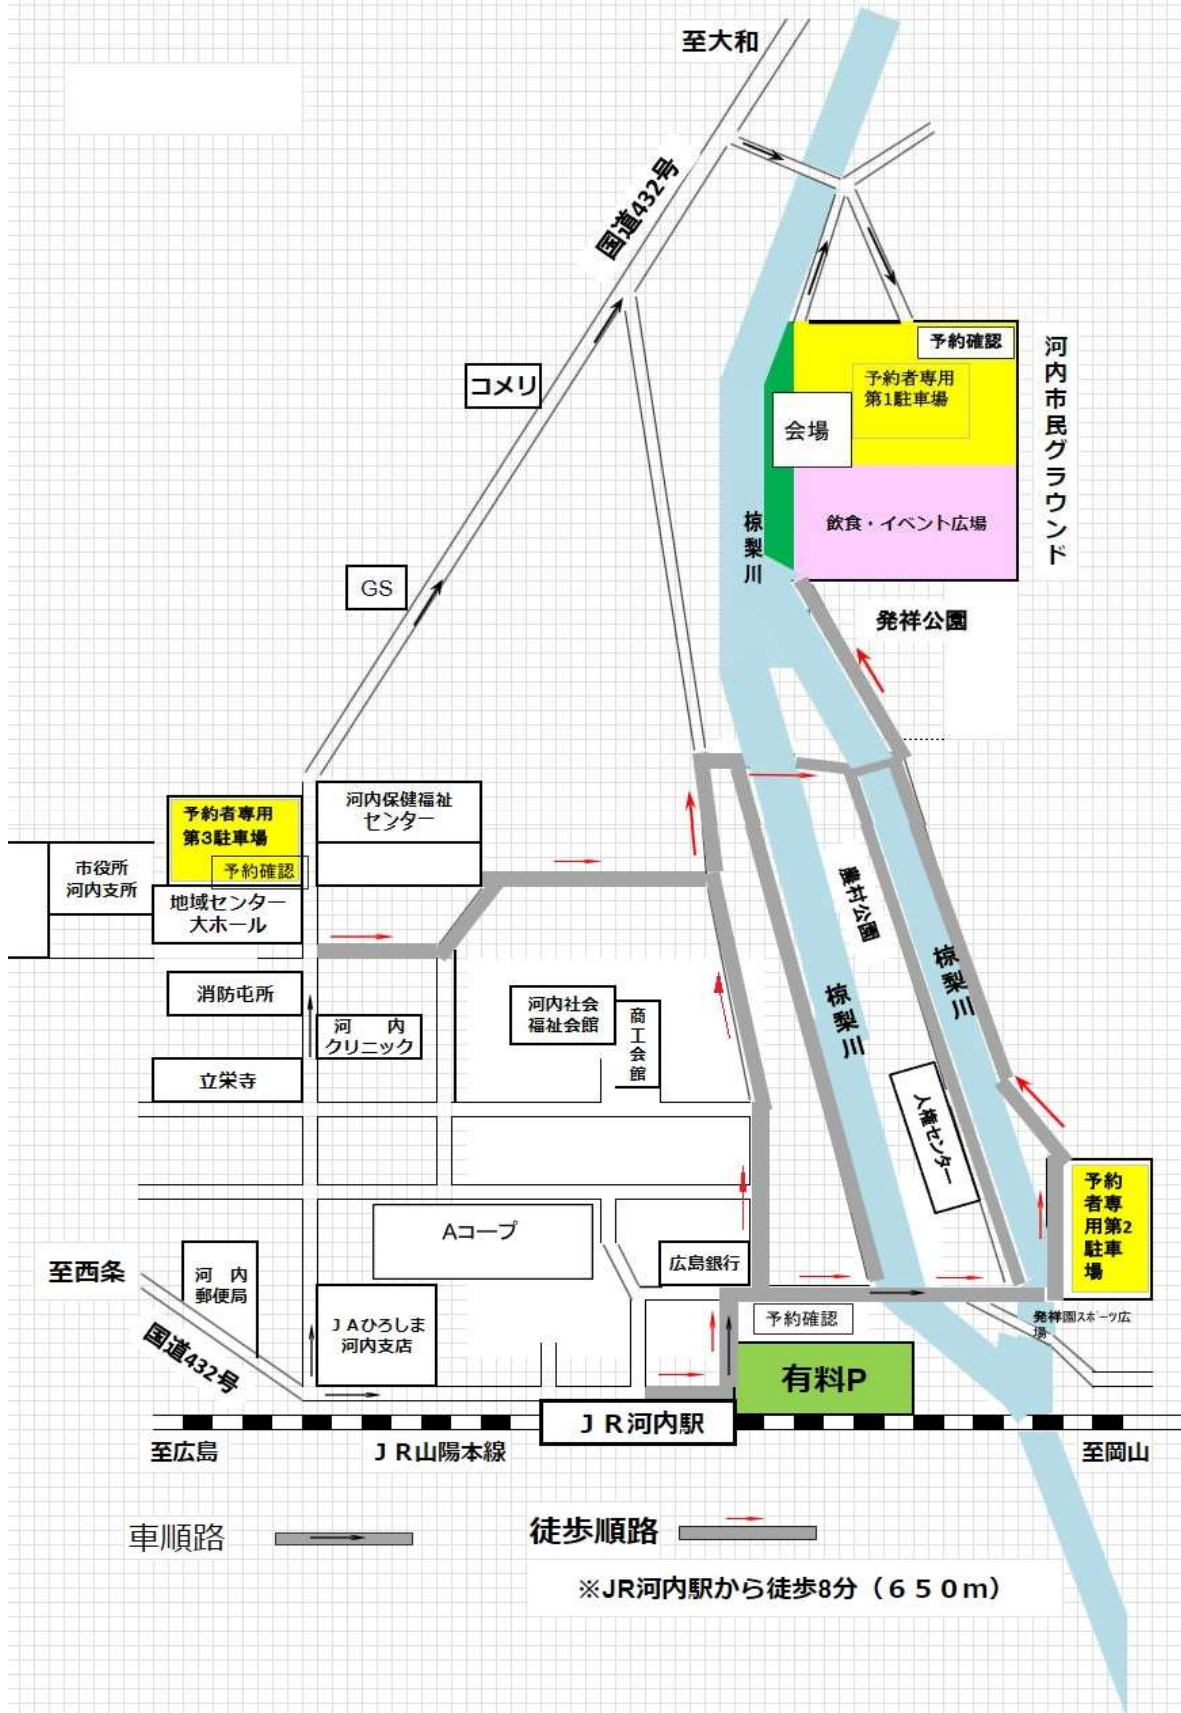 至大和
国道432号
予約確認
予約者専用
第1駐車場
河内市民グラウンド
コメリ
会場
椋梨川
飲食・イベント広場
GS
発祥公園
予約者専用
第3駐車場
予約確認
河内保健福祉
センター
市役所
河内支所
地域センター
大ホール
農村公園
椋梨川
椋梨川
消防屯所
河内社会
福祉会館
商工会館
河　内
クリニック
立栄寺
人権センター
予約
者専
用第2
駐車
場
Aコープ
広島銀行
至西条
河　内
郵便局
国道432号
ＪＡひろしま
河内支店
予約確認
発祥園スポーツ広
場
有料P
ＪＲ河内駅
至広島
ＪＲ山陽本線
至岡山
車順路
徒歩順路
※JR河内駅から徒歩8分（６５０ｍ）